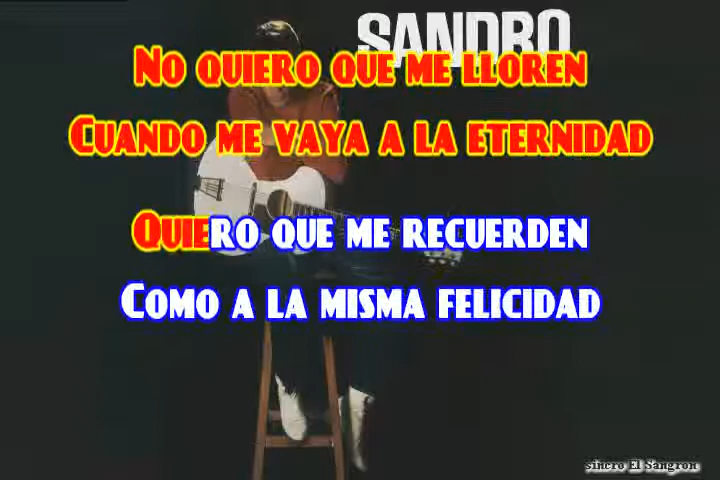 SANDRO
No quiero que me lloren
Cuando me vaya a la eternidad
Quiero que me recuerden
Como a la misma felicidad
sincro El Sangron